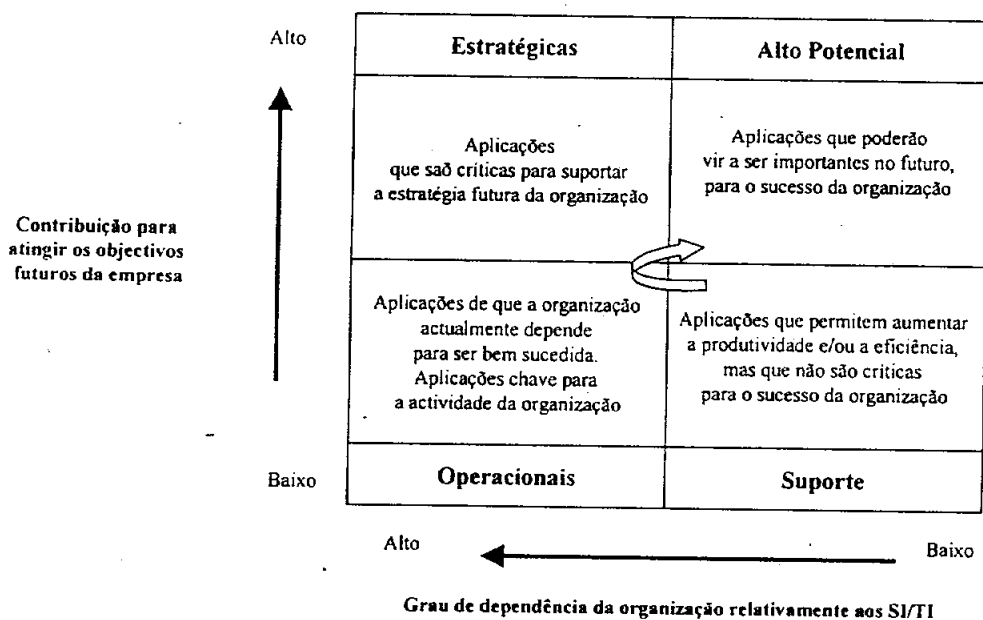 Alto
Estratégicas
Alto Potencial
Aplicações
que saõ críticas para suportar
a estratégia futura da organização
Aplicações que poderão
vir a ser importantes no futuro,
para o sucesso da organização
Contribuição para
atingir os objectivos
futuros da empresa
Aplicações de que a organização
actualmente depende
para ser bem sucedida.
Aplicações chave para
a actividade da organização
Aplicações que permitem aumentar
a produtividade e/ou a eficiência,
mas que não são criticas
para o sucesso da organização
Baixo
Operacionais
Suporte
Alto
Baixo
Grau de dependência da organização relativamente aos SI/TI